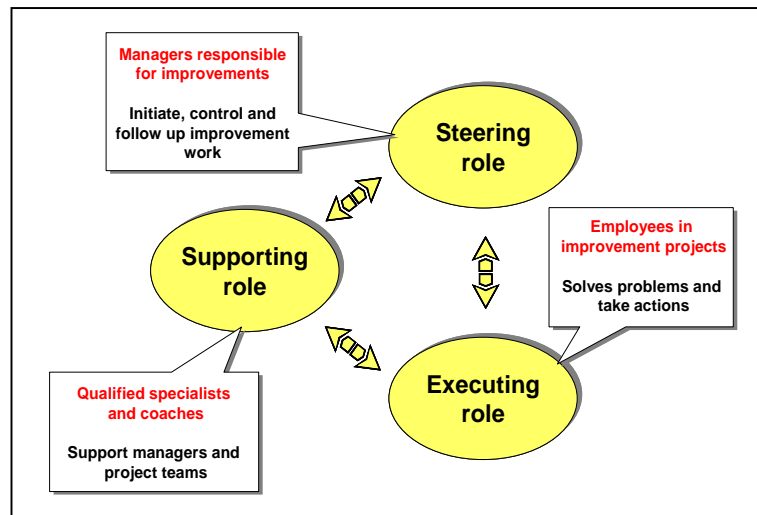 Managers responsible
for improvements
Initiate, control and
follow up improvement
work
Steering
role
Employees in
improvement projects
Solves problems and
take actions
Supporting
role
Executing
role
Qualified specialists
and coaches
Support managers and
project teams